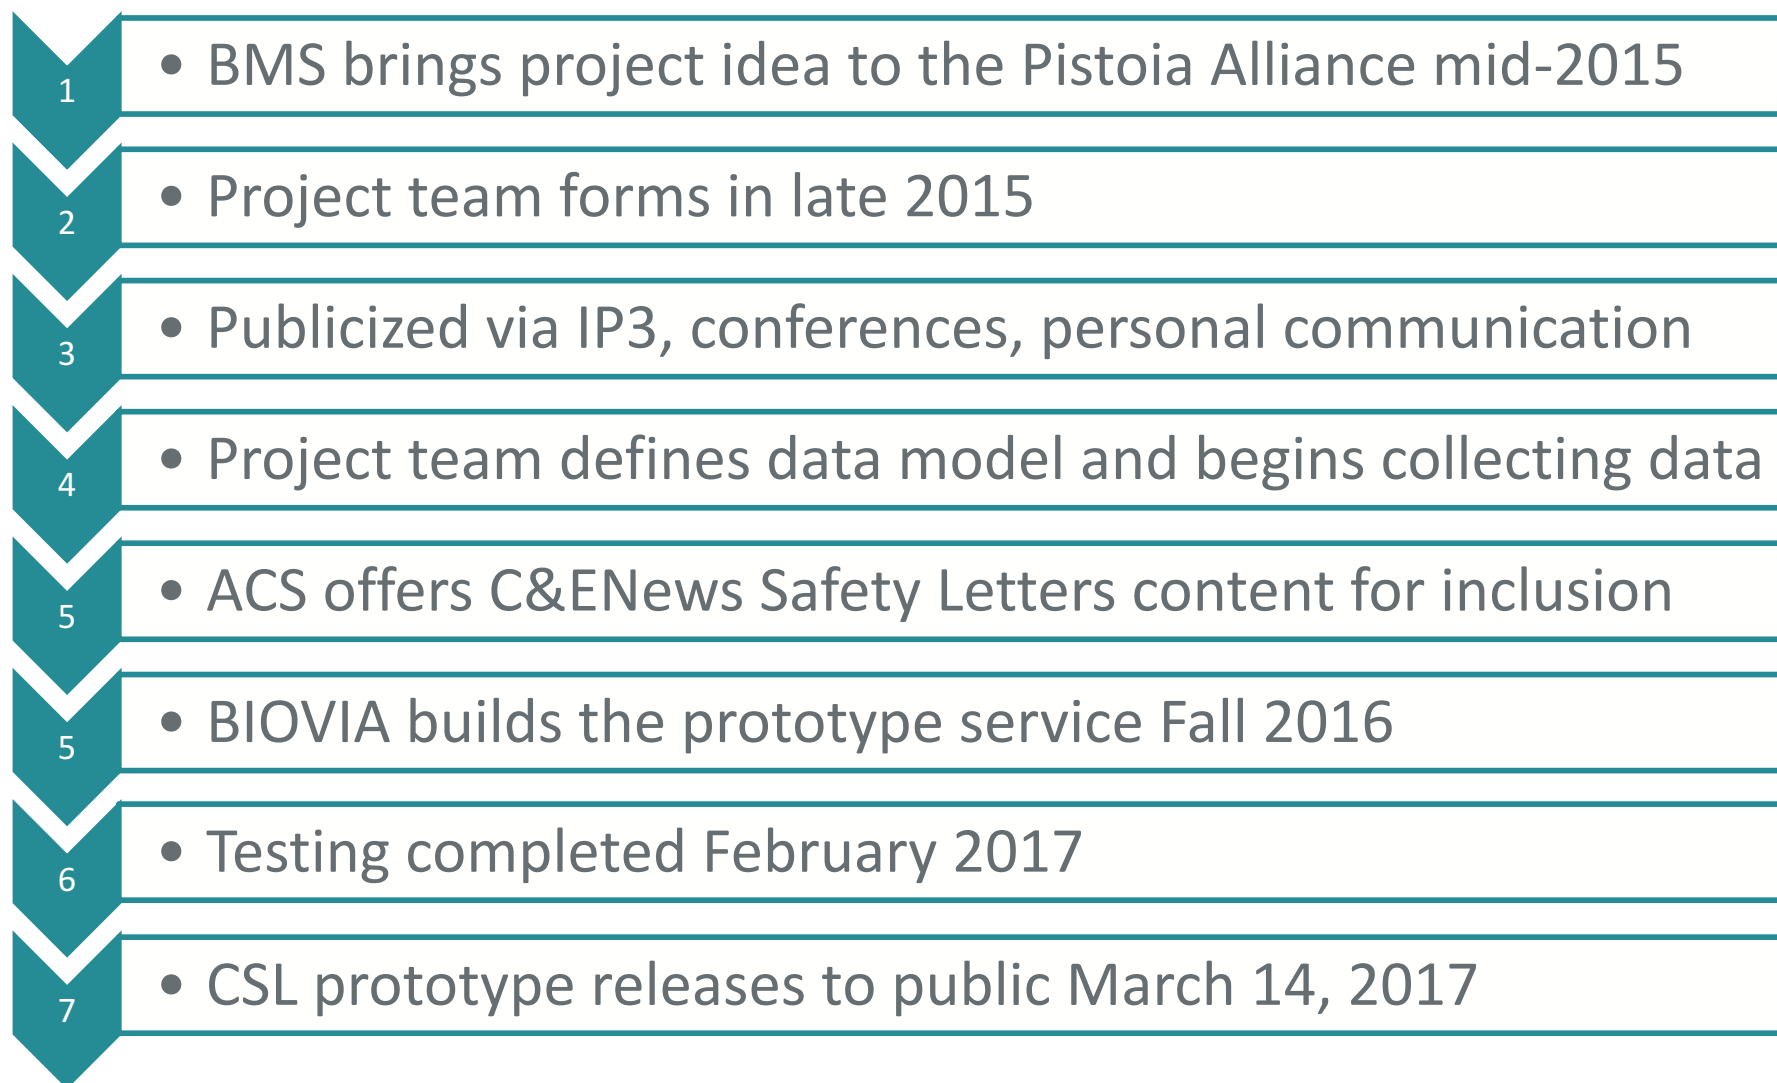 1
• BMS brings project idea to the Pistoia Alliance mid-2015
2
• Project team forms in late 2015
3
• Publicized via IP3, conferences, personal communication
4
• Project team defines data model and begins collecting data
5
• ACS offers C&ENews Safety Letters content for inclusion
5
• BIOVIA builds the prototype service Fall 2016
6
• Testing completed February 2017
7
• CSL prototype releases to public March 14, 2017